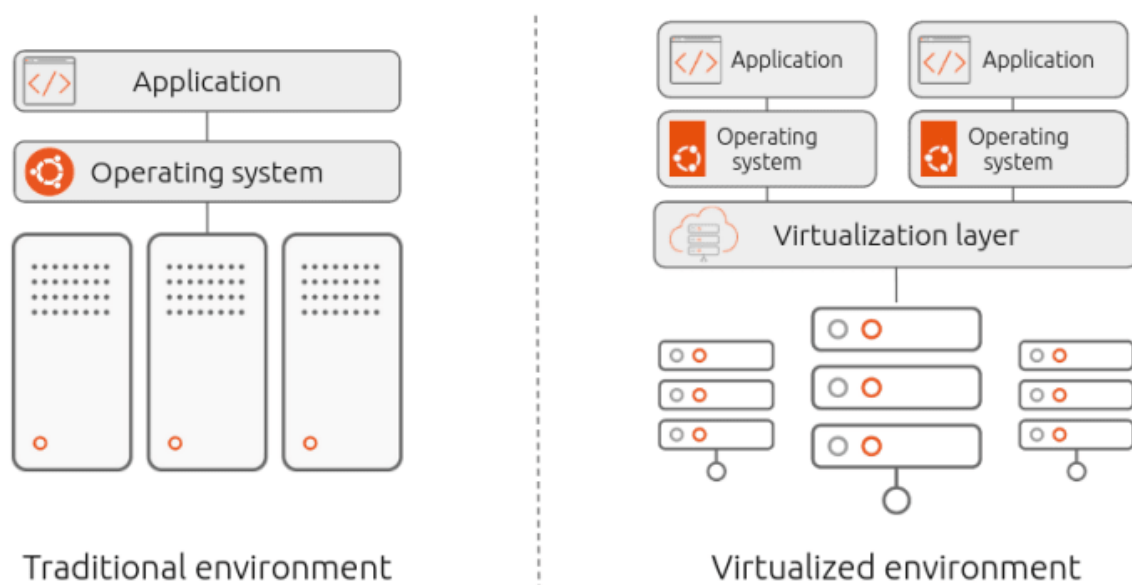 Application
Operating system
Traditional environment
Application
Operating
system
Application
Operating
system
Virtualization layer
Virtualized environment